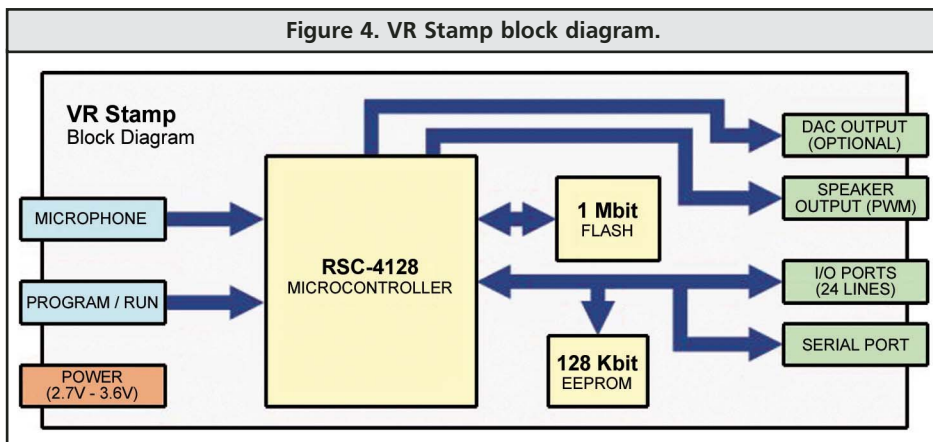 Figure 4. VR Stamp block diagram.
VR Stamp
Block Diagram
MICROPHONE
PROGRAM / RUN
POWER
(2.7V - 3.6V)
RSC-4128
MICROCONTROLLER
1 Mbit
FLASH
128 Kbit
EEPROM
DAC OUTPUT
(OPTIONAL)
SPEAKER
OUTPUT (PWM)
I/O PORTS
(24 LINES)
SERIAL PORT